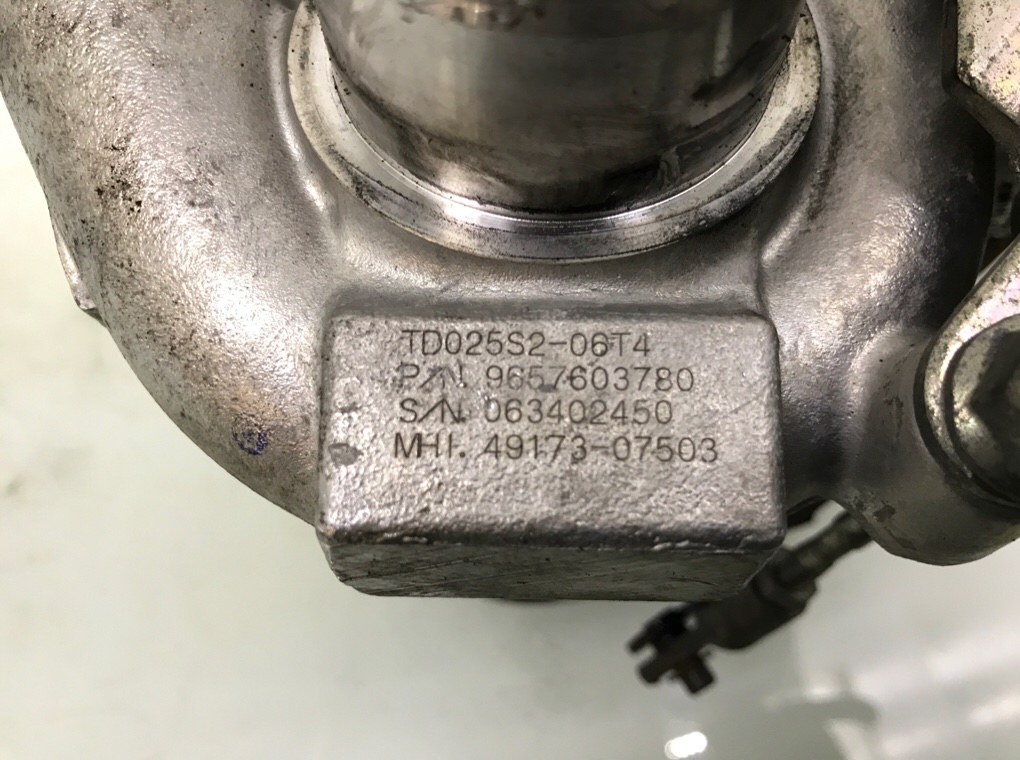 TD025S2-06T4
P/N. 9657603780
S/N. 063402450
MHI. 49173-07503